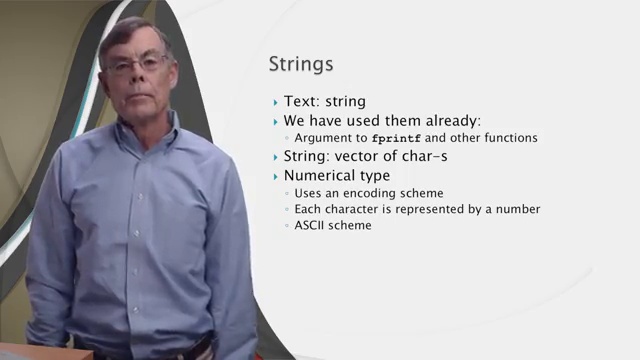 Strings
Text: string
We have used them already:
Argument to fprintf and other functions
String: vector of char-s
Numerical type
Uses an encoding scheme
Each character is represented by a number
ASCII scheme